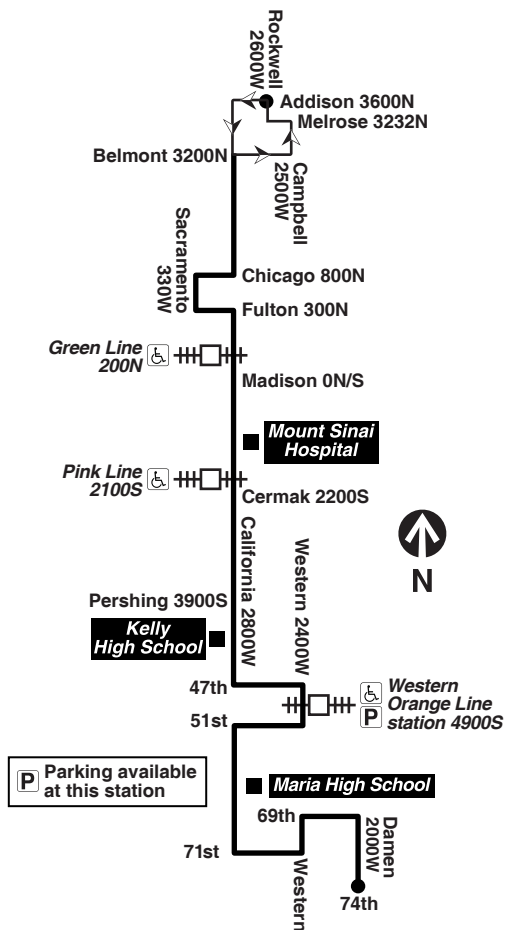 Rockwell
2600W
Addison 3600N
Melrose 3232N
Belmont 3200N
Campbell
2500W
Sacramento
330W
Chicago 800N
Fulton 300N
Green Line
200N
Madison 0N/S
Mount Sinai
Hospital
Pink Line
2100S
Cermak 2200S
California 2800W
Western 2400W
N
Pershing 3900S
Kelly
High School
47th
Western
Orange Line
station 4900S
P
51st
P Parking available
at this station
Maria High School
69th
Damen
2000W
71st
Western
74th